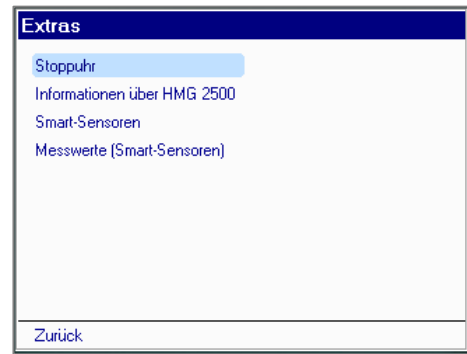 Extras
Stoppuhr
Informationen über HMG 2500
Smart-Sensoren
Messwerte (Smart-Sensoren)
Zurück